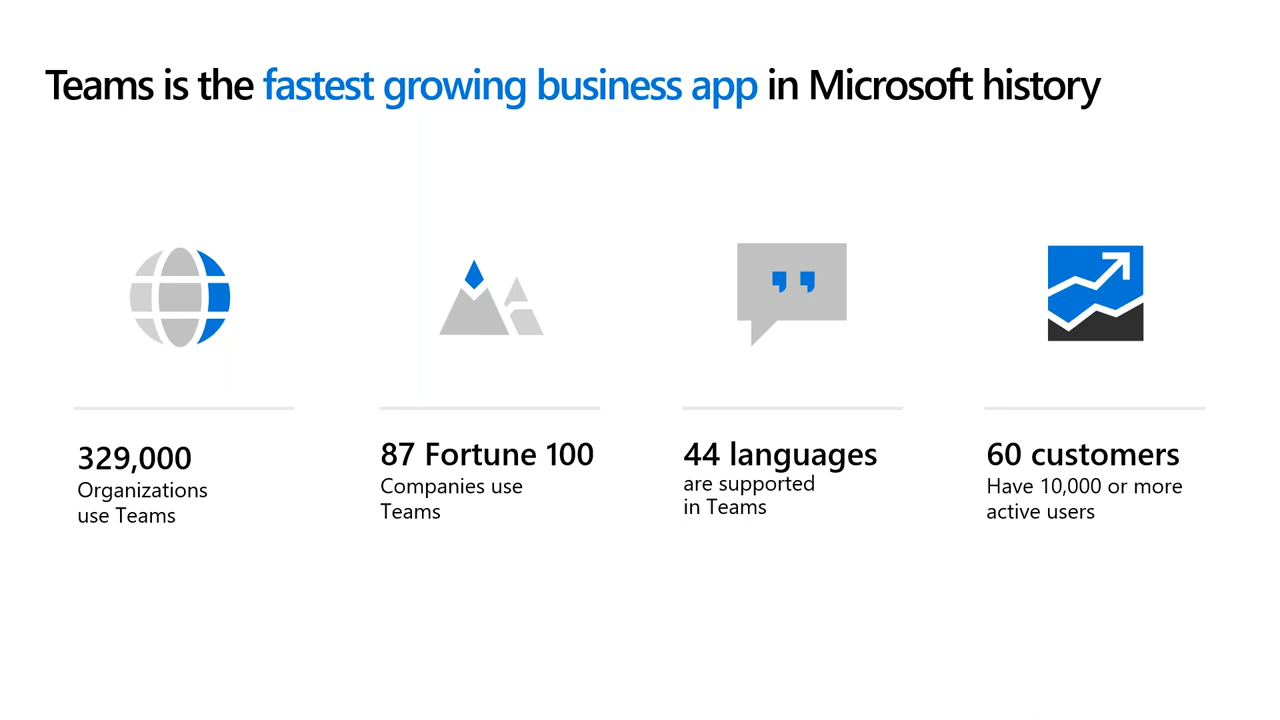 Teams is the fastest growing business app in Microsoft history
329,000
Organizations
use Teams
87 Fortune 100
Companies use
Teams
44 languages
are supported
in Teams
60 customers
Have 10,000 or more
active users